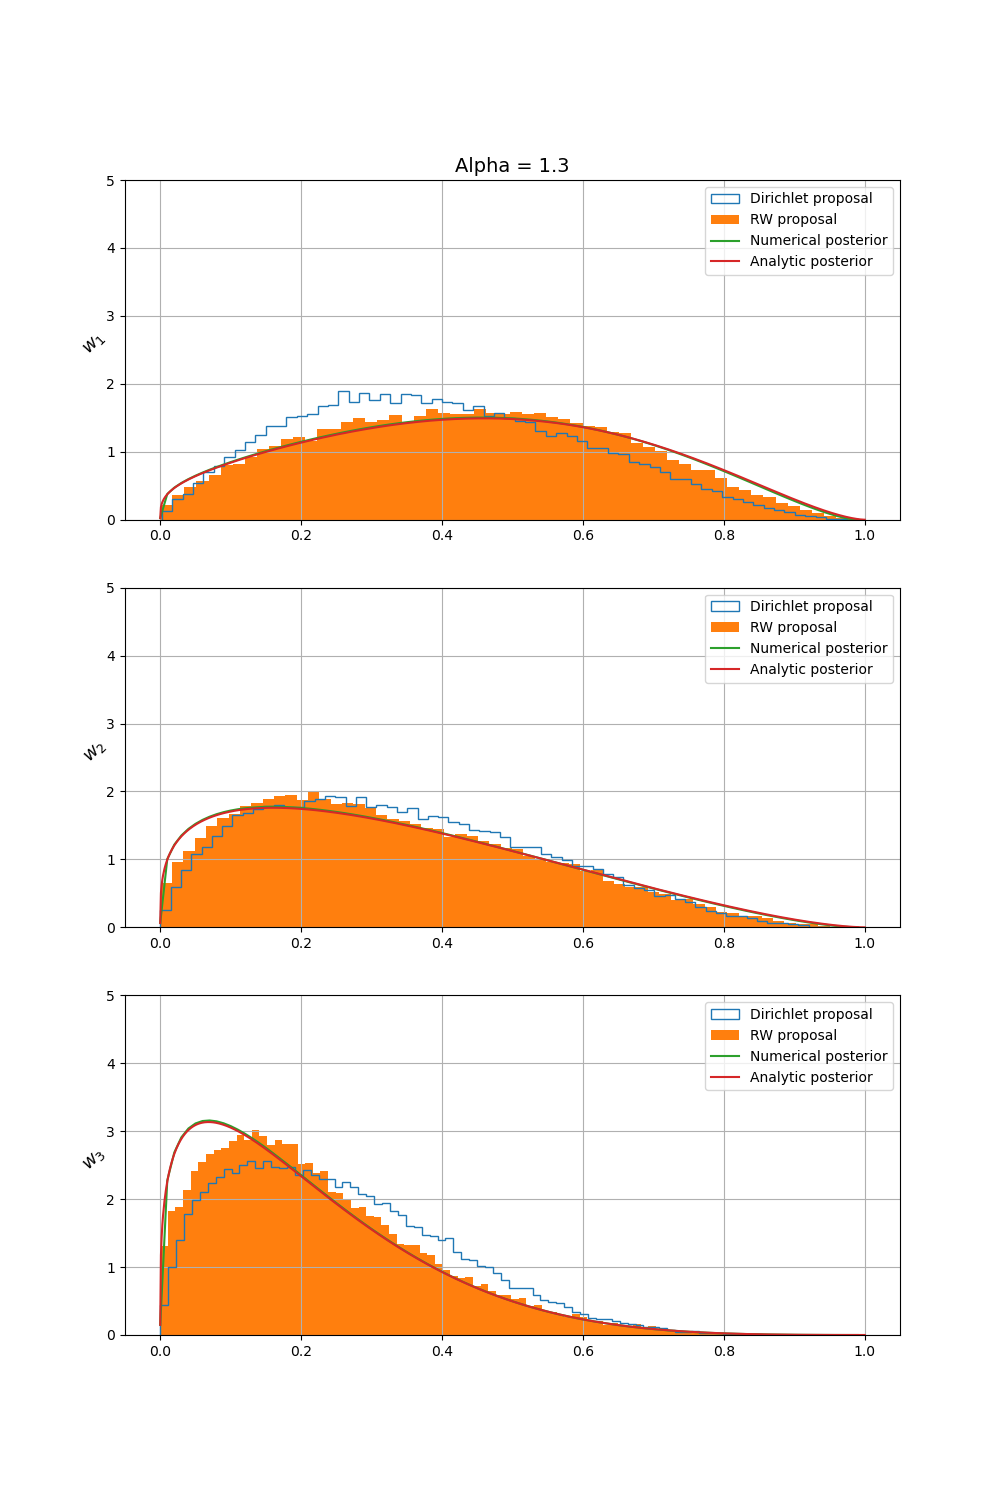 Alpha = 1.3
5
4
3
2
1
0
w1
Dirichlet proposal
RW proposal
Numerical posterior
Analytic posterior
0.0 0.2 0.4 0.6 0.8 1.0
5
4
3
2
1
0
w2
Dirichlet proposal
RW proposal
Numerical posterior
Analytic posterior
0.0 0.2 0.4 0.6 0.8 1.0
5
4
3
2
1
0
w3
Dirichlet proposal
RW proposal
Numerical posterior
Analytic posterior
0.0 0.2 0.4 0.6 0.8 1.0